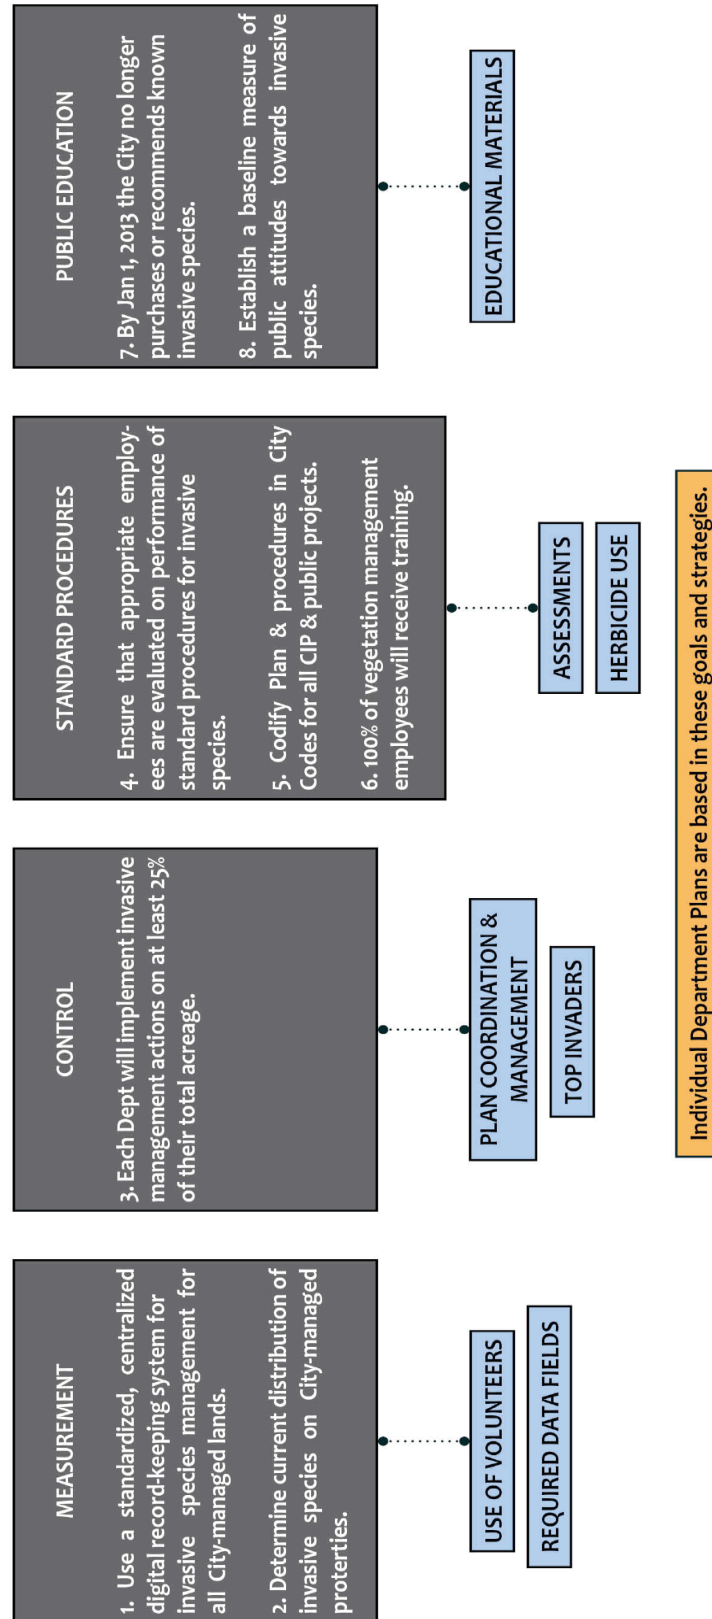 MEASUREMENT
1. Use a standardized, centralized
digital record-keeping system for
invasive species management for
all City-managed lands.
2. Determine current distribution of
invasive species on City-managed
proterties.
USE OF VOLUNTEERS
REQUIRED DATA FIELDS
CONTROL
3. Each Dept will implement invasive
management actions on at least 25%
of their total acreage.
PLAN COORDINATION &
MANAGEMENT
TOP INVADERS
STANDARD PROCEDURES
4. Ensure that appropriate employ-
ees are evaluated on performance of
standard procedures for invasive
species.
5. Codify Plan & procedures in City
Codes for all CIP & public projects.
6. 100% of vegetation management
employees will receive training.
ASSESSMENTS
HERBICIDE USE
PUBLIC EDUCATION
7. By Jan 1, 2013 the City no longer
purchases or recommends known
invasive species.
8. Establish a baseline measure of
public attitudes towards invasive
species.
EDUCATIONAL MATERIALS
Individual Department Plans are based in these goals and strategies.